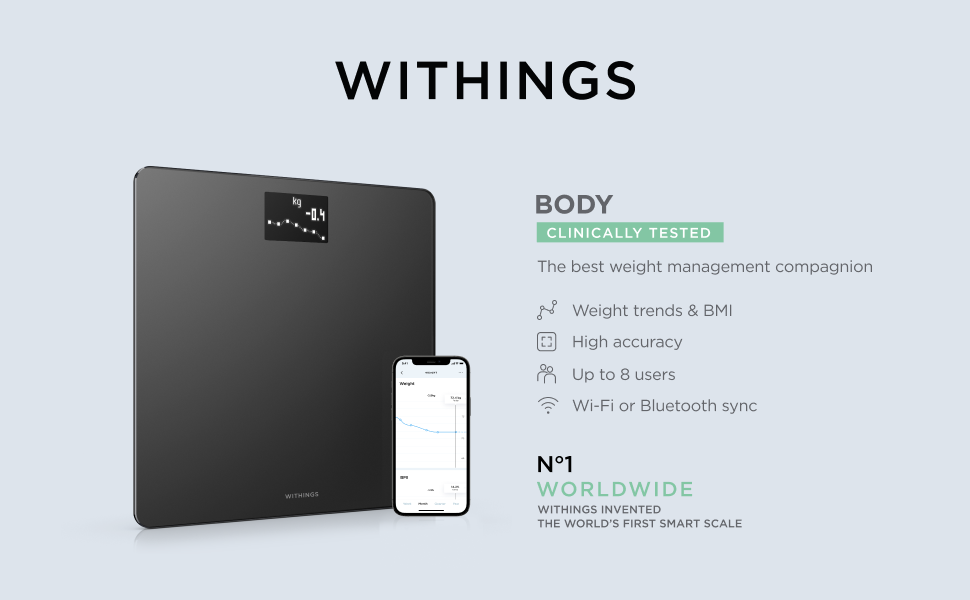 WITHINGS
kg
-0.4
WITHINGS
Weight
BMI
BODY
CLINICALLY TESTED
The best weight management compagnion
Weight trends & BMI
High accuracy
Up to 8 users
Wi-Fi or Bluetooth sync
N°1
WORLDWIDE
WITHINGS INVENTED
THE WORLD'S FIRST SMART SCALE